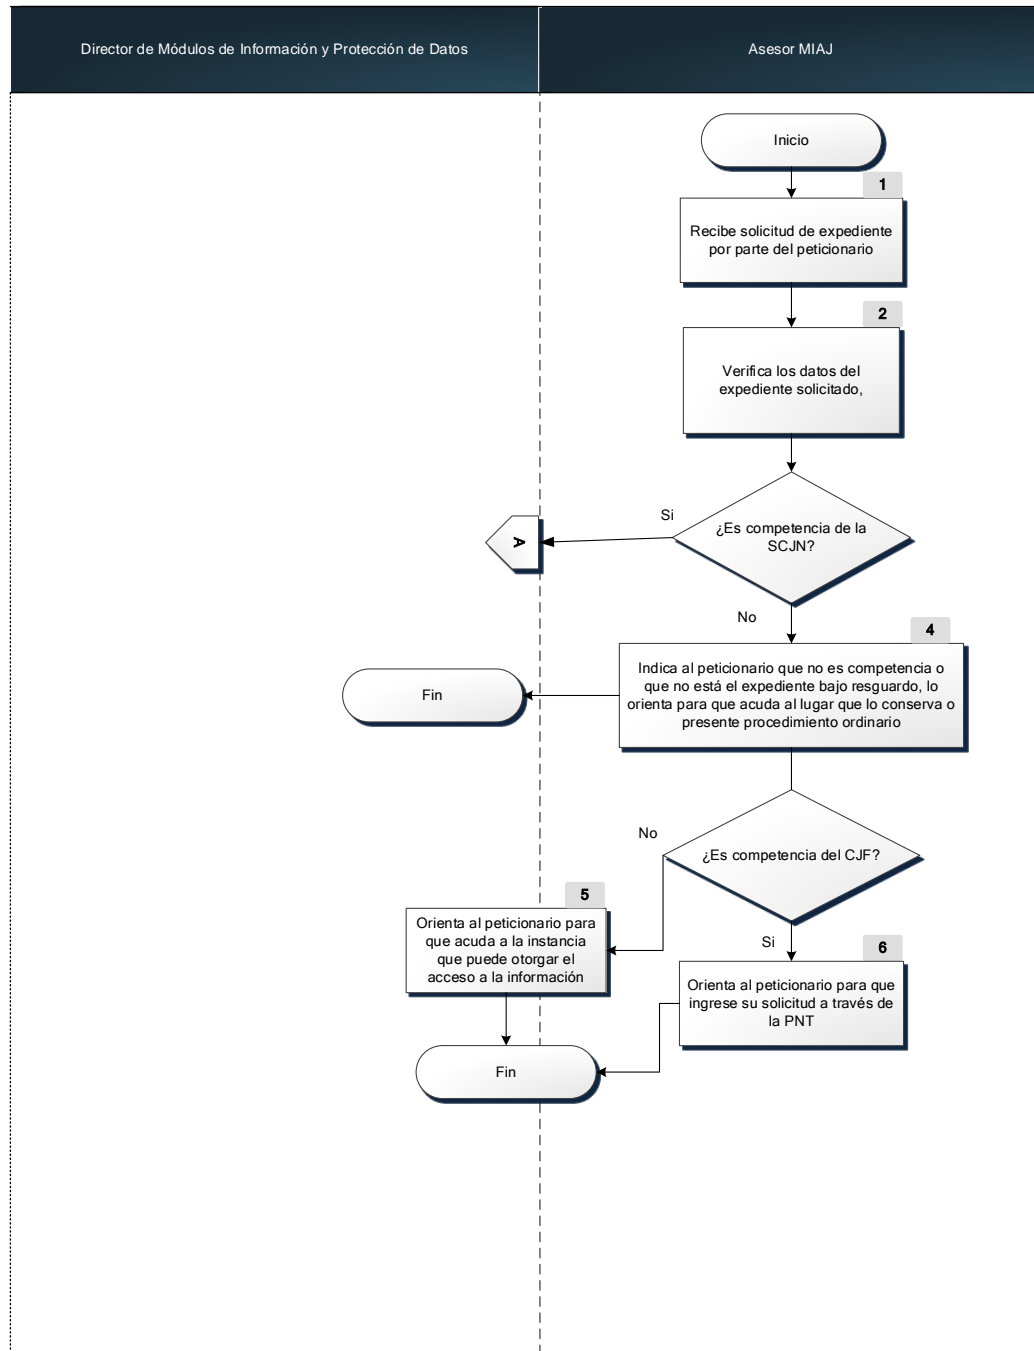 Director de Módulos de Información y Protección de Datos
Asesor MIAJ
Inicio
1
Recibe solicitud de expediente
por parte del peticionario
2
Verifica los datos del
expediente solicitado,
¿Es competencia de la
SCJN?
Si
A
No
4
Indica al peticionario que no es competencia o
que no está el expediente bajo resguardo, lo
orienta para que acuda al lugar que lo conserva o
presente procedimiento ordinario
Fin
¿Es competencia del CJF?
No
5
Orienta al peticionario para
que acuda a la instancia
que puede otorgar el
acceso a la información
Si
6
Orienta al peticionario para que
ingrese su solicitud a través de
la PNT
Fin